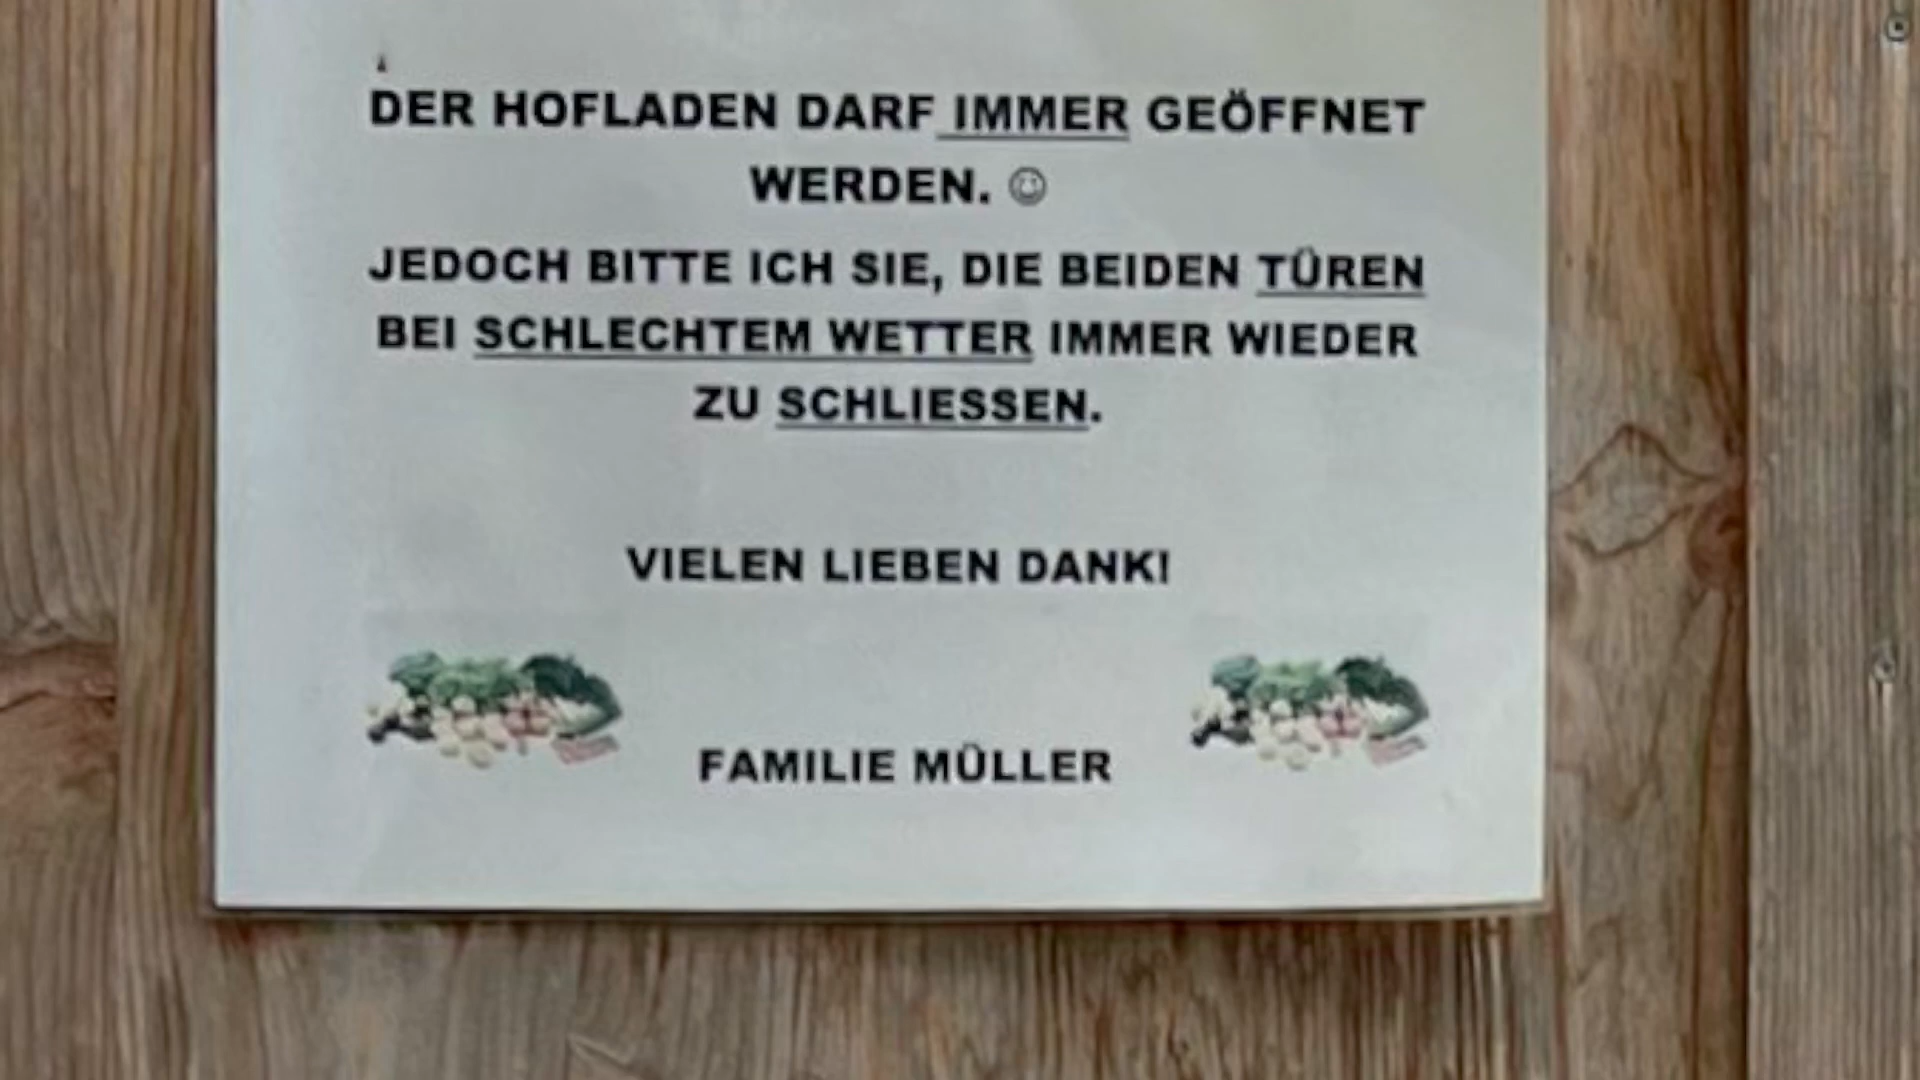 DER HOFLADEN DARF IMMER GEÖFFNET
WERDEN. ☺
JEDOCH BITTE ICH SIE, DIE BEIDEN TÜREN
BEI SCHLECHTEM WETTER IMMER WIEDER
ZU SCHLIESSEN.
VIELEN LIEBEN DANK!
FAMILIE MÜLLER